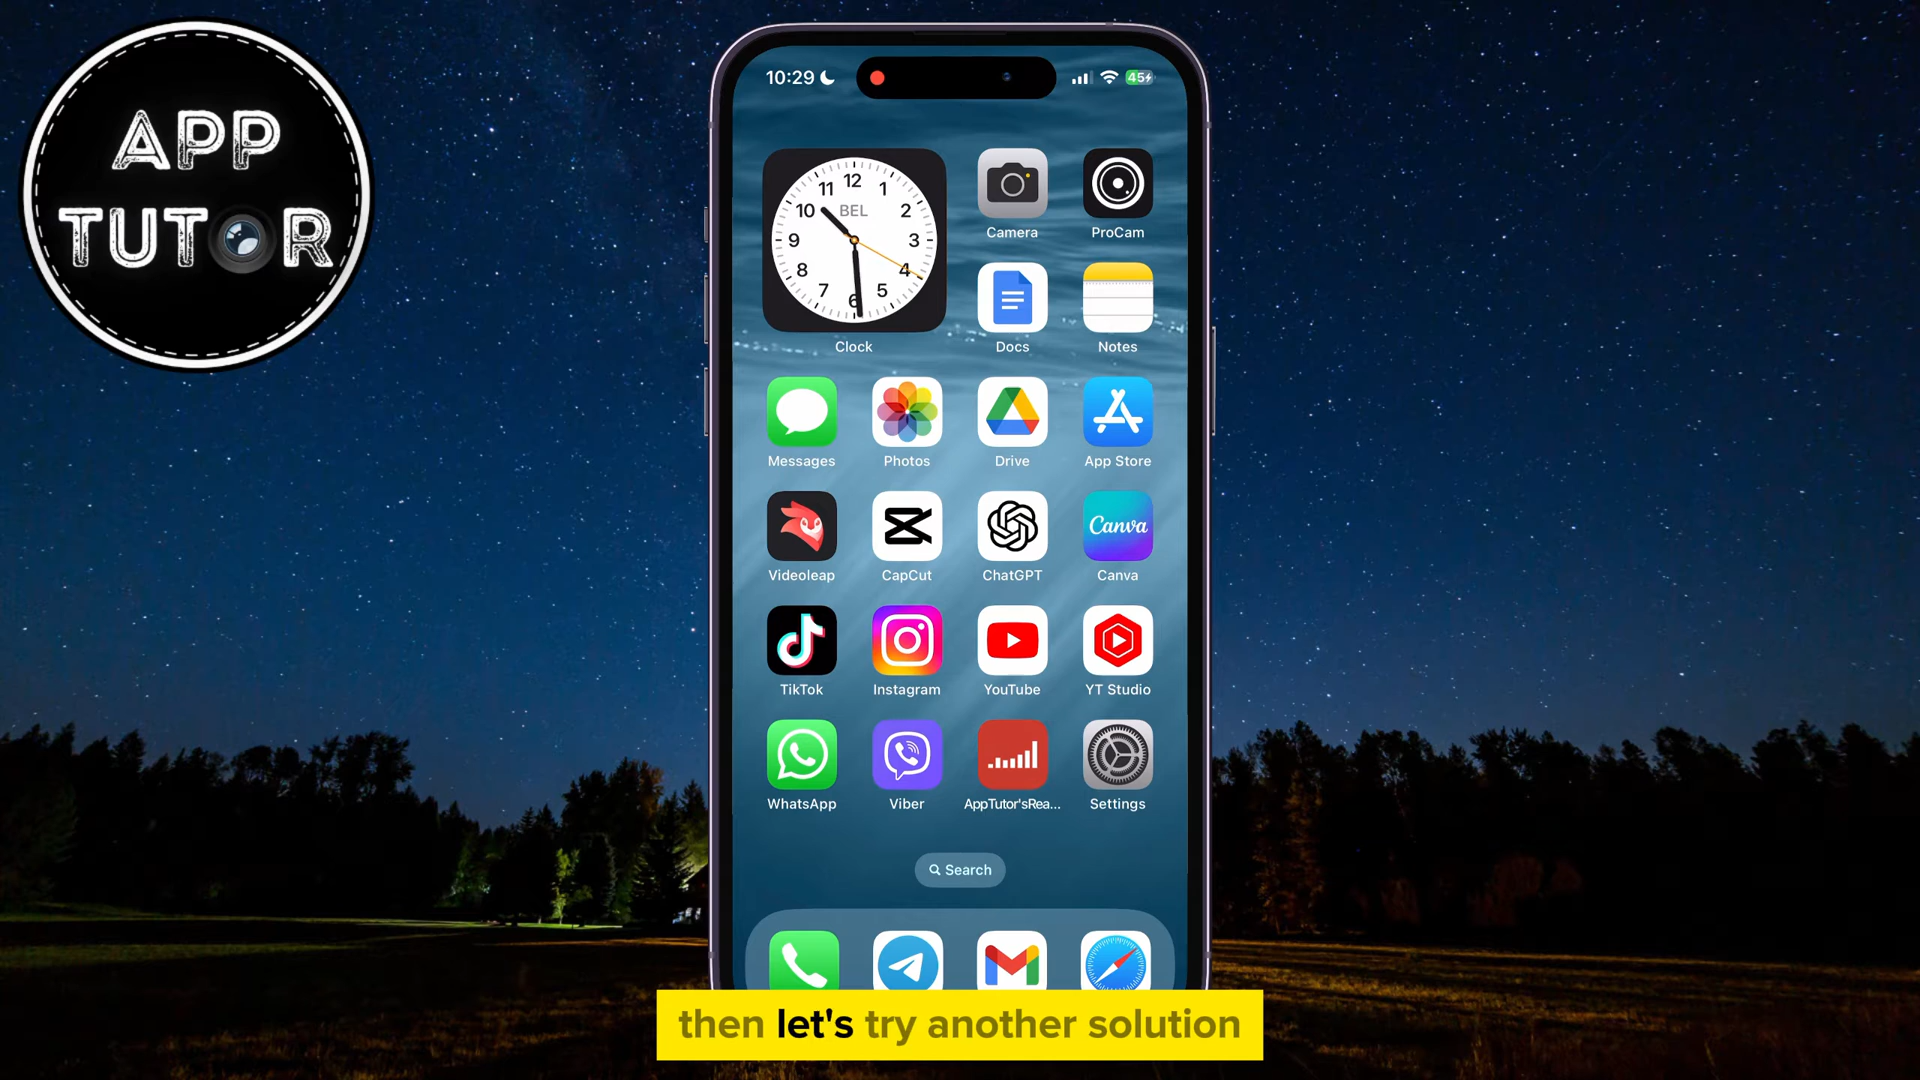 APP
TUTOR
10:29
45
12
11
1
10
BEL
2
9
3
8
4
7
5
6
Clock
Camera
ProCam
Docs
Notes
Messages
Photos
Drive
App Store
Canva
Videoleap
CapCut
ChatGPT
Canva
TikTok
Instagram
YouTube
YT Studio
WhatsApp
Viber
AppTutor'sRea...
Settings
Search
then let's try another solution